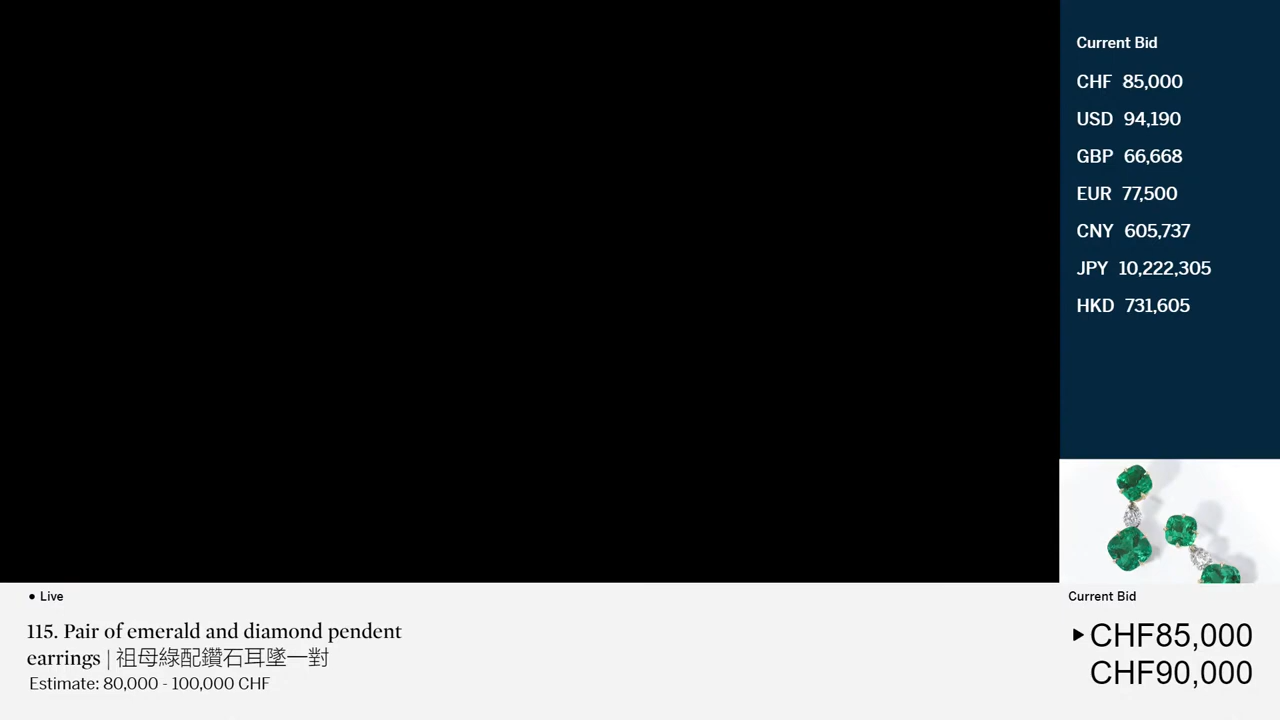 Current Bid
CHF 85,000
USD 94,190
GBP 66,668
EUR 77,500
CNY 605,737
JPY 10,222,305
HKD 731,605
• Live
115. Pair of emerald and diamond pendent
earrings | 祖母綠配鑽石耳墜一對
Estimate: 80,000 - 100,000 CHF
Current Bid
CHF85,000
CHF90,000